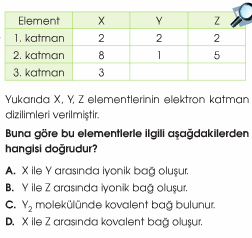 Element X Y Z
1. katman 2 2 2
2. katman 8 1 5
3. katman 3
Yukarıda X, Y, Z elementlerinin elektron katman
dizilimleri verilmiştir.
Buna göre bu elementlerle ilgili aşağıdakilerden
hangisi doğrudur?
A. X ile Y arasında iyonik bağ oluşur.
B. Y ile Z arasında iyonik bağ oluşur.
C. Y₂ molekülünde kovalent bağ bulunur.
D. X ile Z arasında kovalent bağ oluşur.